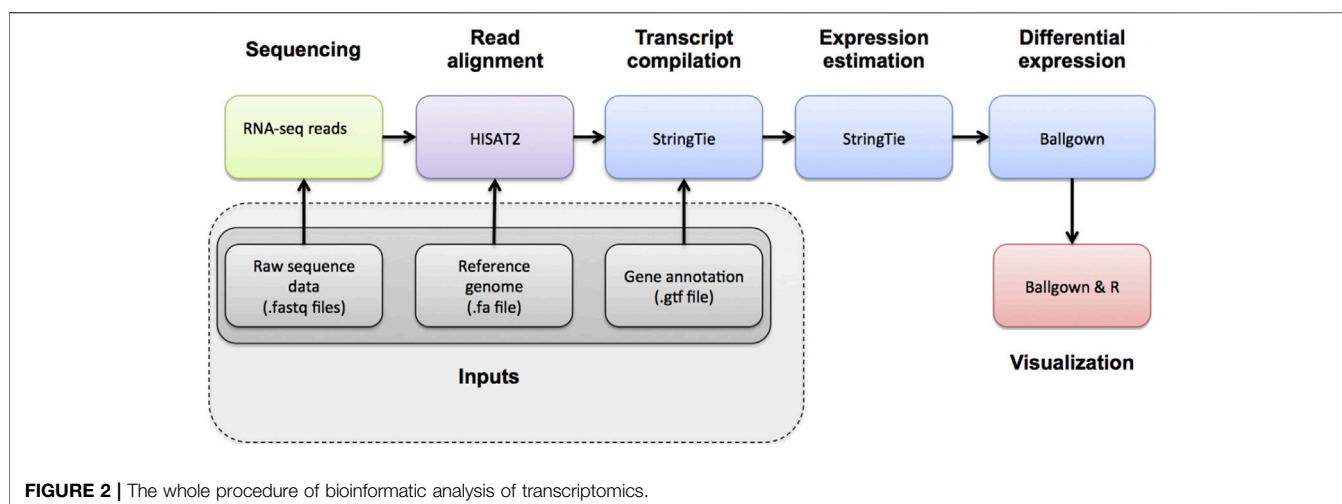 Sequencing
Read
alignment
Transcript
compilation
Expression
estimation
Differential
expression
RNA-seq reads
HISAT2
StringTie
StringTie
Ballgown
Raw sequence
data
(.fastq files)
Reference
genome
(.fa file)
Gene annotation
(.gtf file)
Ballgown & R
Inputs
Visualization
FIGURE 2 | The whole procedure of bioinformatic analysis of transcriptomics.